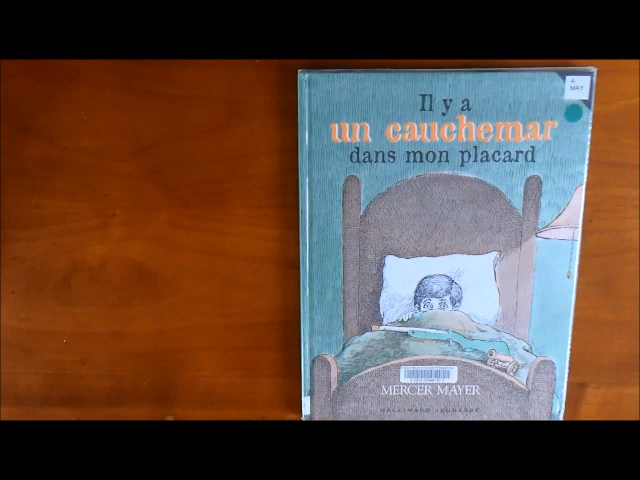 4
MAY
Il y a
un cauchemar
dans mon placard
MERCER MAYER
GALLIMARD JEUNESSE